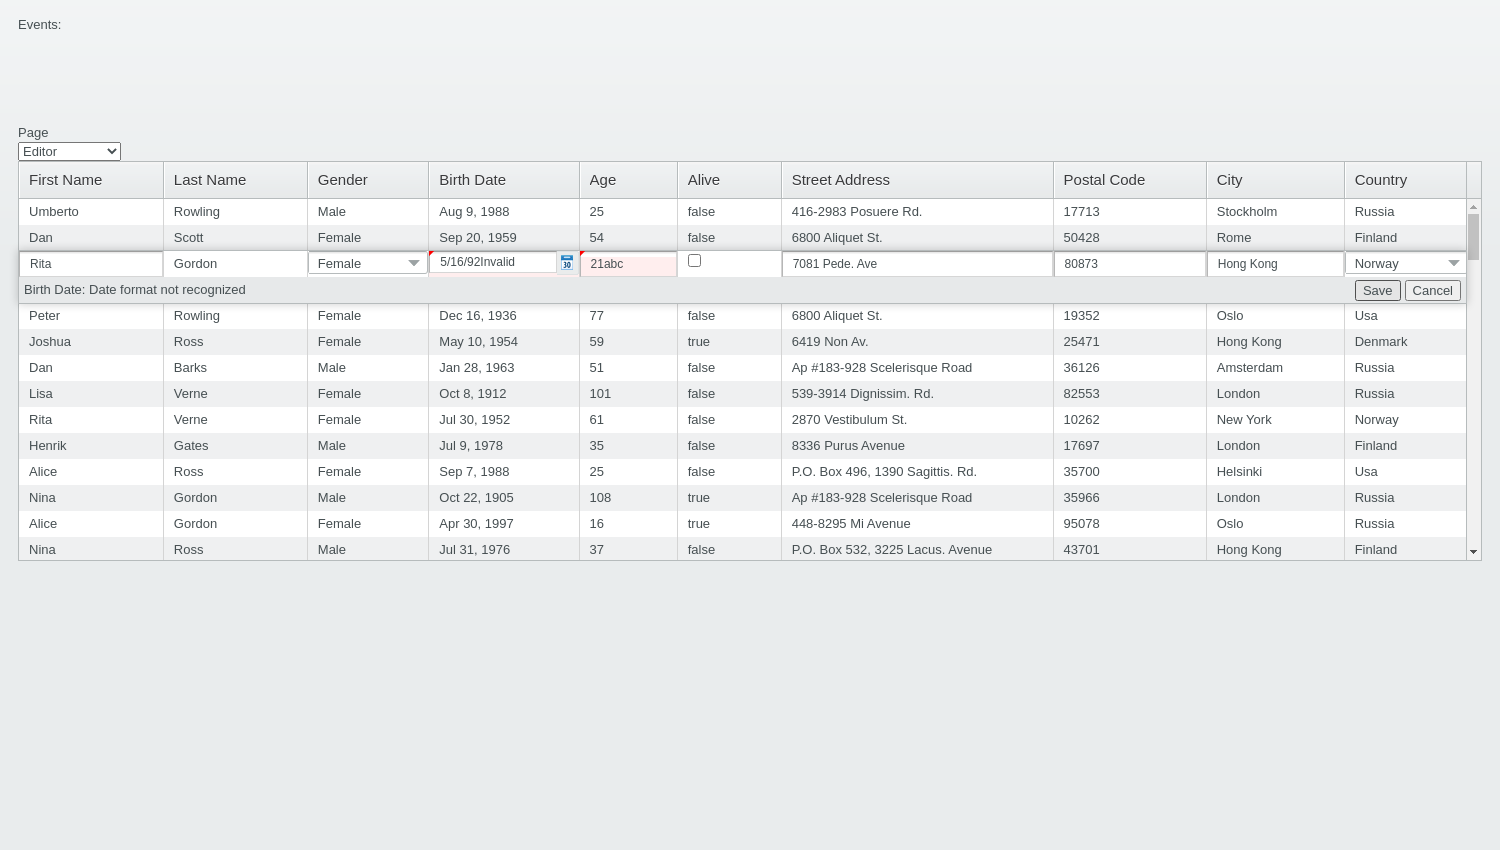 Events:
Page
Editor
First Name Last Name Gender Birth Date Age Alive Street Address Postal Code City Country
Umberto Rowling Male Aug 9, 1988 25 false 416-2983 Posuere Rd. 17713 Stockholm Russia
Dan Scott Female Sep 20, 1959 54 false 6800 Aliquet St. 50428 Rome Finland
Rita Gordon Female 5/16/92Invalid 30 21abc 7081 Pede. Ave 80873 Hong Kong Norway
Birth Date: Date format not recognized Save Cancel
Peter Rowling Female Dec 16, 1936 77 false 6800 Aliquet St. 19352 Oslo Usa
Joshua Ross Female May 10, 1954 59 true 6419 Non Av. 25471 Hong Kong Denmark
Dan Barks Male Jan 28, 1963 51 false Ap #183-928 Scelerisque Road 36126 Amsterdam Russia
Lisa Verne Female Oct 8, 1912 101 false 539-3914 Dignissim. Rd. 82553 London Russia
Rita Verne Female Jul 30, 1952 61 false 2870 Vestibulum St. 10262 New York Norway
Henrik Gates Male Jul 9, 1978 35 false 8336 Purus Avenue 17697 London Finland
Alice Ross Female Sep 7, 1988 25 false P.O. Box 496, 1390 Sagittis. Rd. 35700 Helsinki Usa
Nina Gordon Male Oct 22, 1905 108 true Ap #183-928 Scelerisque Road 35966 London Russia
Alice Gordon Female Apr 30, 1997 16 true 448-8295 Mi Avenue 95078 Oslo Russia
Nina Ross Male Jul 31, 1976 37 false P.O. Box 532, 3225 Lacus. Avenue 43701 Hong Kong Finland